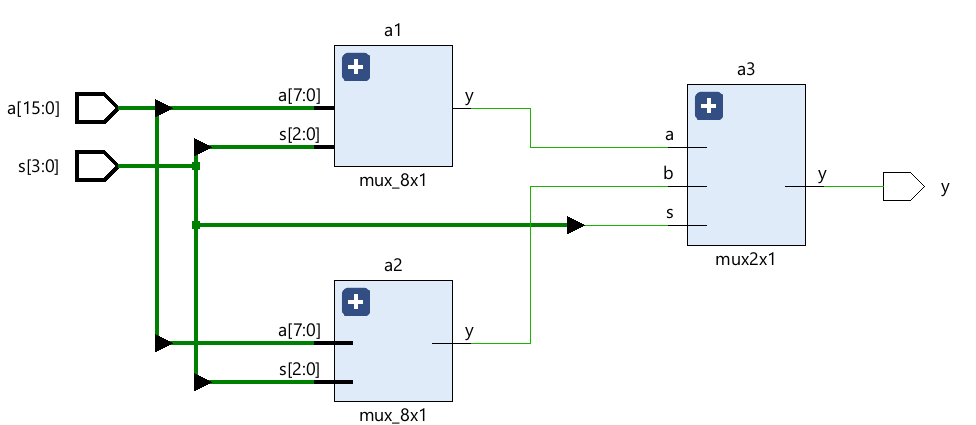 a1
a[15:0]
a[7:0]
y
s[3:0]
s[2:0]
mux_8x1
a3
a
b
s
y
y
mux2x1
a2
a[7:0]
y
s[2:0]
mux_8x1